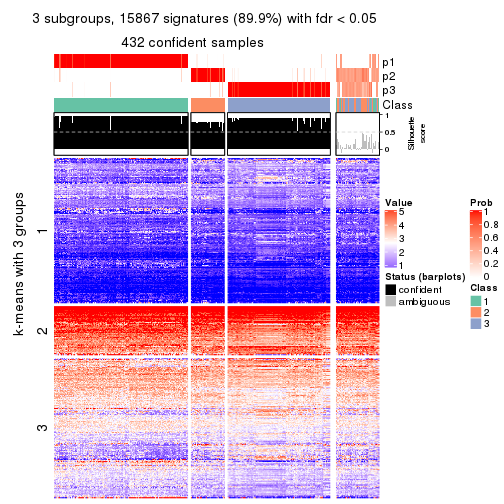 3 subgroups, 15867 signatures (89.9%) with fdr < 0.05
432 confident samples
p1
p2
p3
Class
1
0.5
0
Silhouette
score
k-means with 3 groups
1
2
3
Value
5
4
3
2
1
Status (barplots)
confident
ambiguous
Prob
1
0.8
0.6
0.4
0.2
0
Class
1
2
3